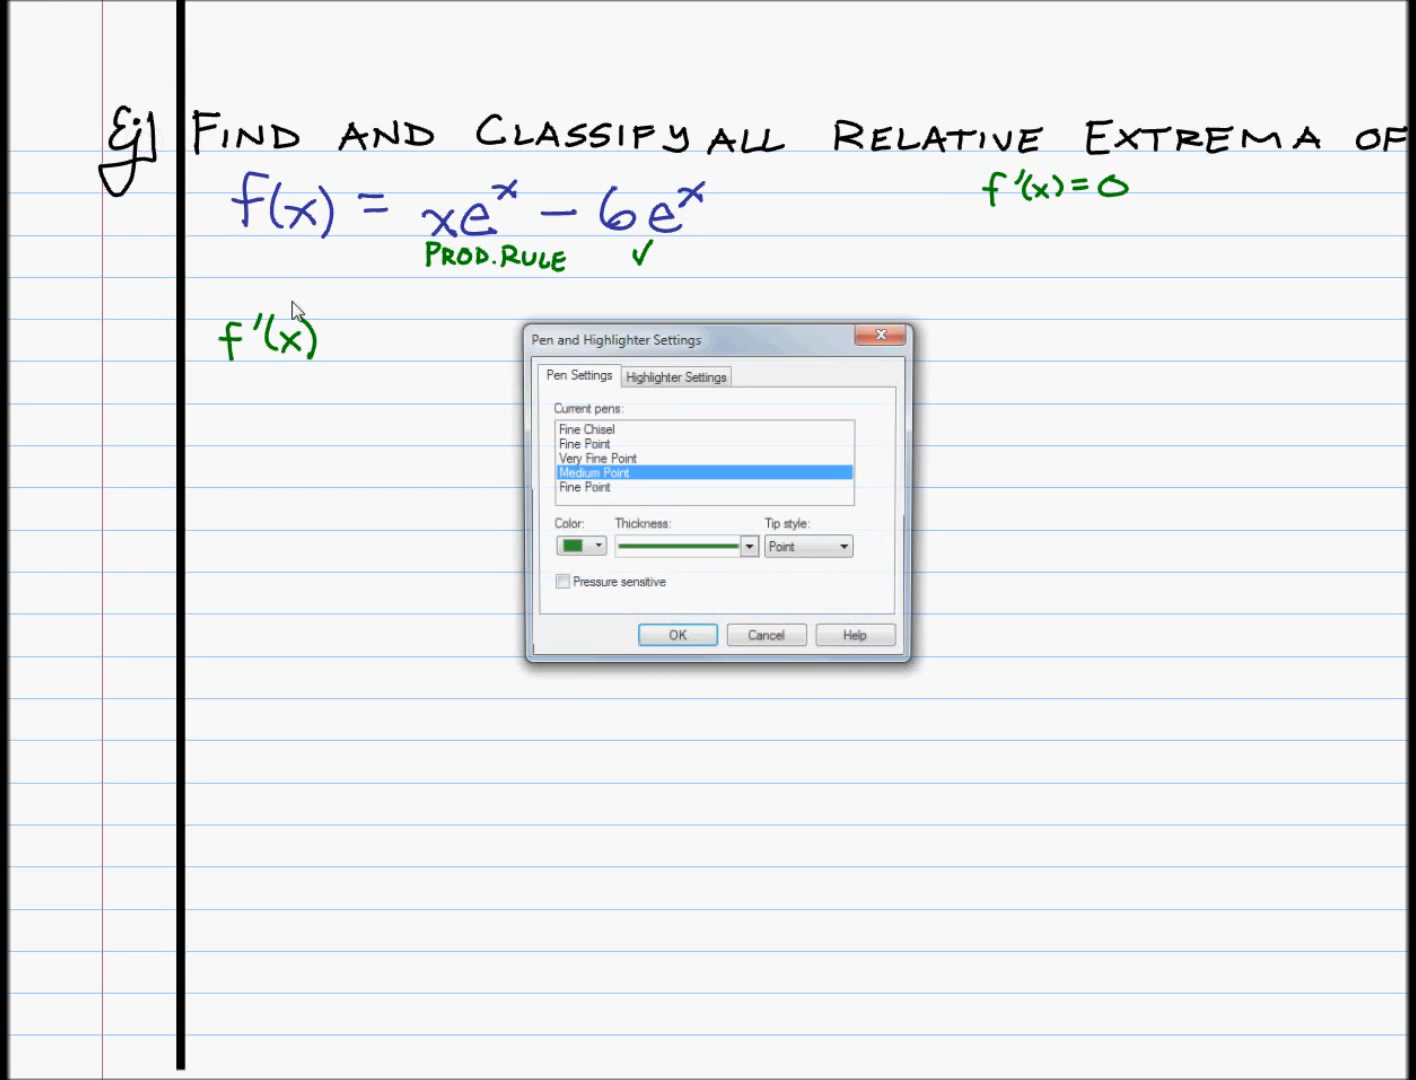 Ej FIND AND CLASSIFY ALL RELATIVE EXTREMA OF
f(x) = xe^x - 6e^x
f'(x) = 0
PROD. RULE ✓
f'(x)
Pen and Highlighter Settings
Pen Settings Highlighter Settings
Current pens:
Fine Chisel
Fine Point
Very Fine Point
Medium Point
Fine Point
Color: Thickness: Tip style:
Point
Pressure sensitive
OK Cancel Help